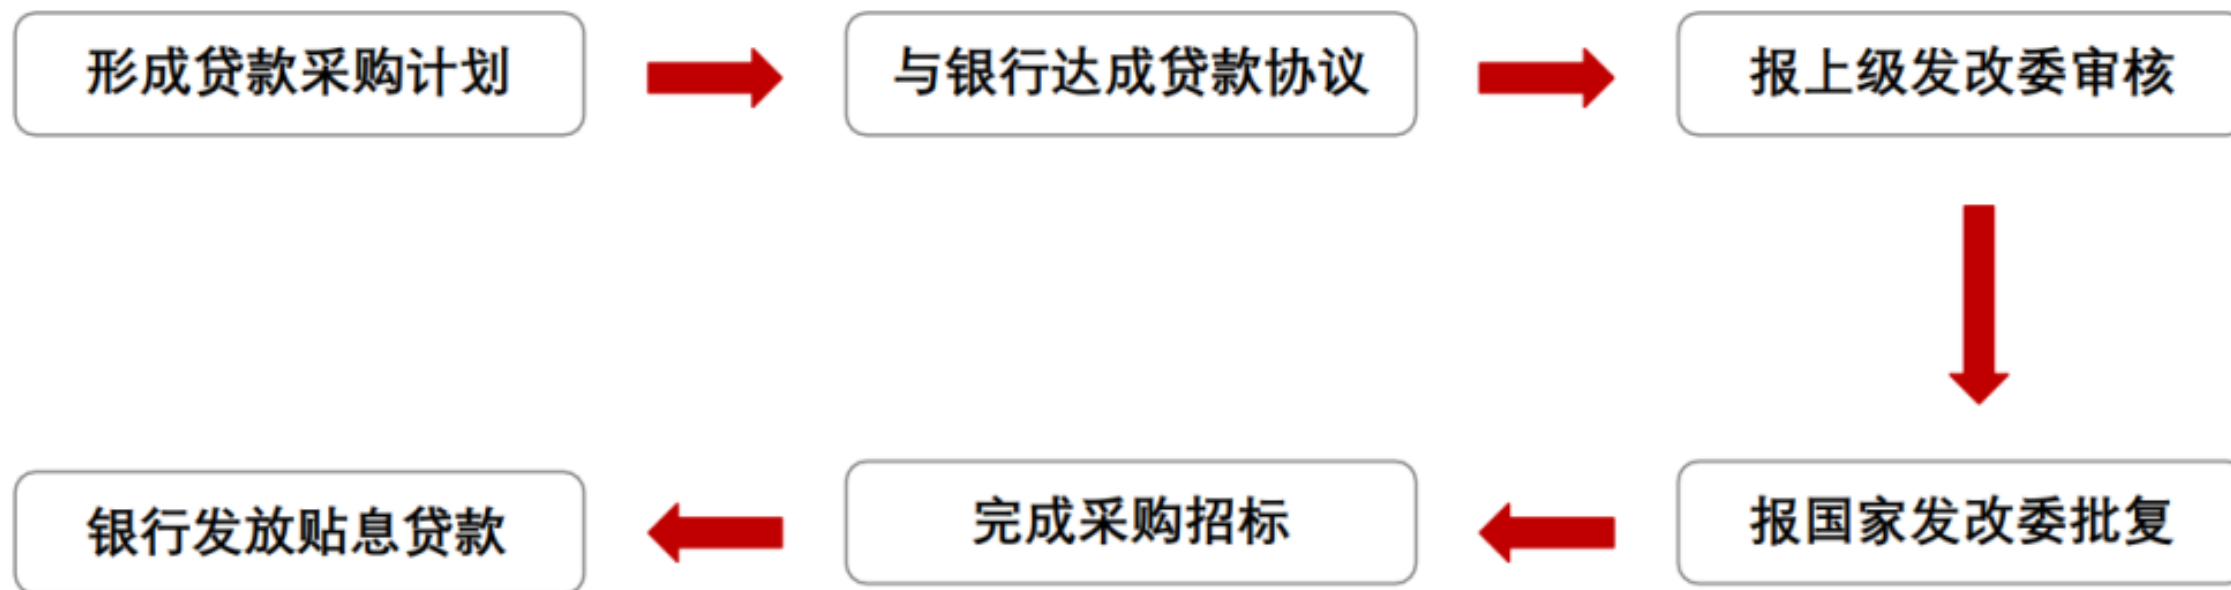 形成贷款采购计划
与银行达成贷款协议
报上级发改委审核
报国家发改委批复
完成采购招标
银行发放贴息贷款